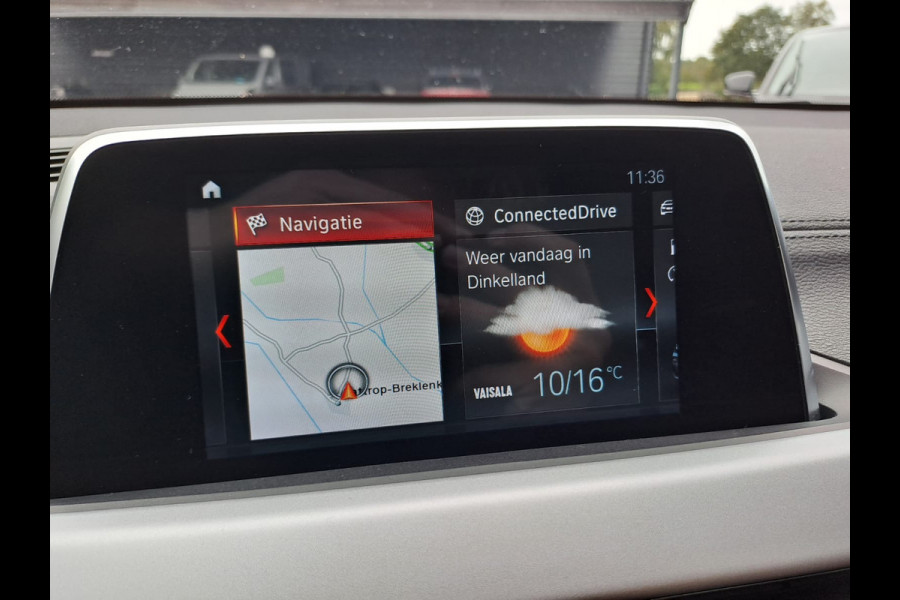 11:36
Navigatie
ConnectedDrive
Weer vandaag in
Dinkelland
VAISALA
10/16°C